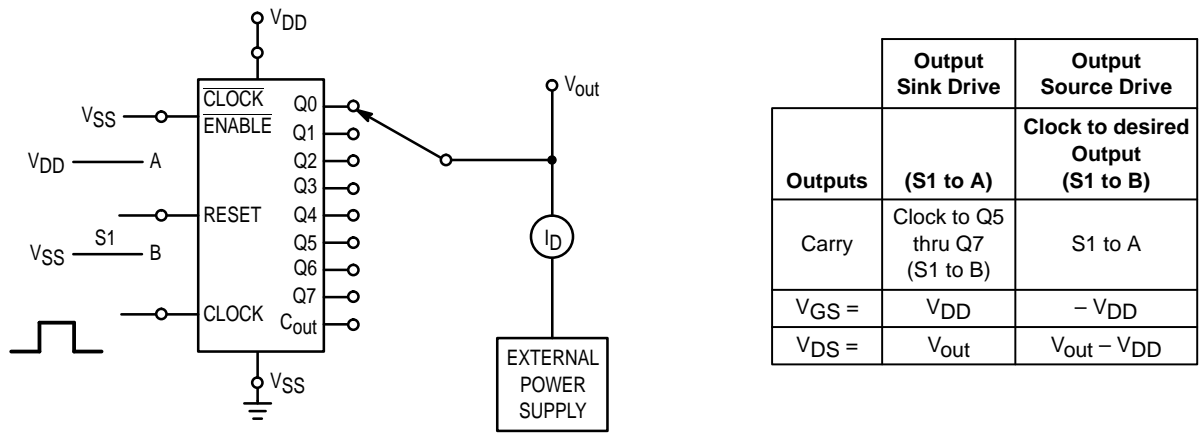 VDD
VSS
VDD
A
S1
VSS
B
CLOCK
ENABLE
RESET
CLOCK
Q0
Q1
Q2
Q3
Q4
Q5
Q6
Q7
Cout
VSS
Vout
ID
EXTERNAL
POWER
SUPPLY
Output
Sink Drive
Output
Source Drive
Outputs
(S1 to A)
Clock to desired
Output
(S1 to B)
Carry
Clock to Q5
thru Q7
(S1 to B)
S1 to A
VGS =
VDD
– VDD
VDS =
Vout
Vout – VDD